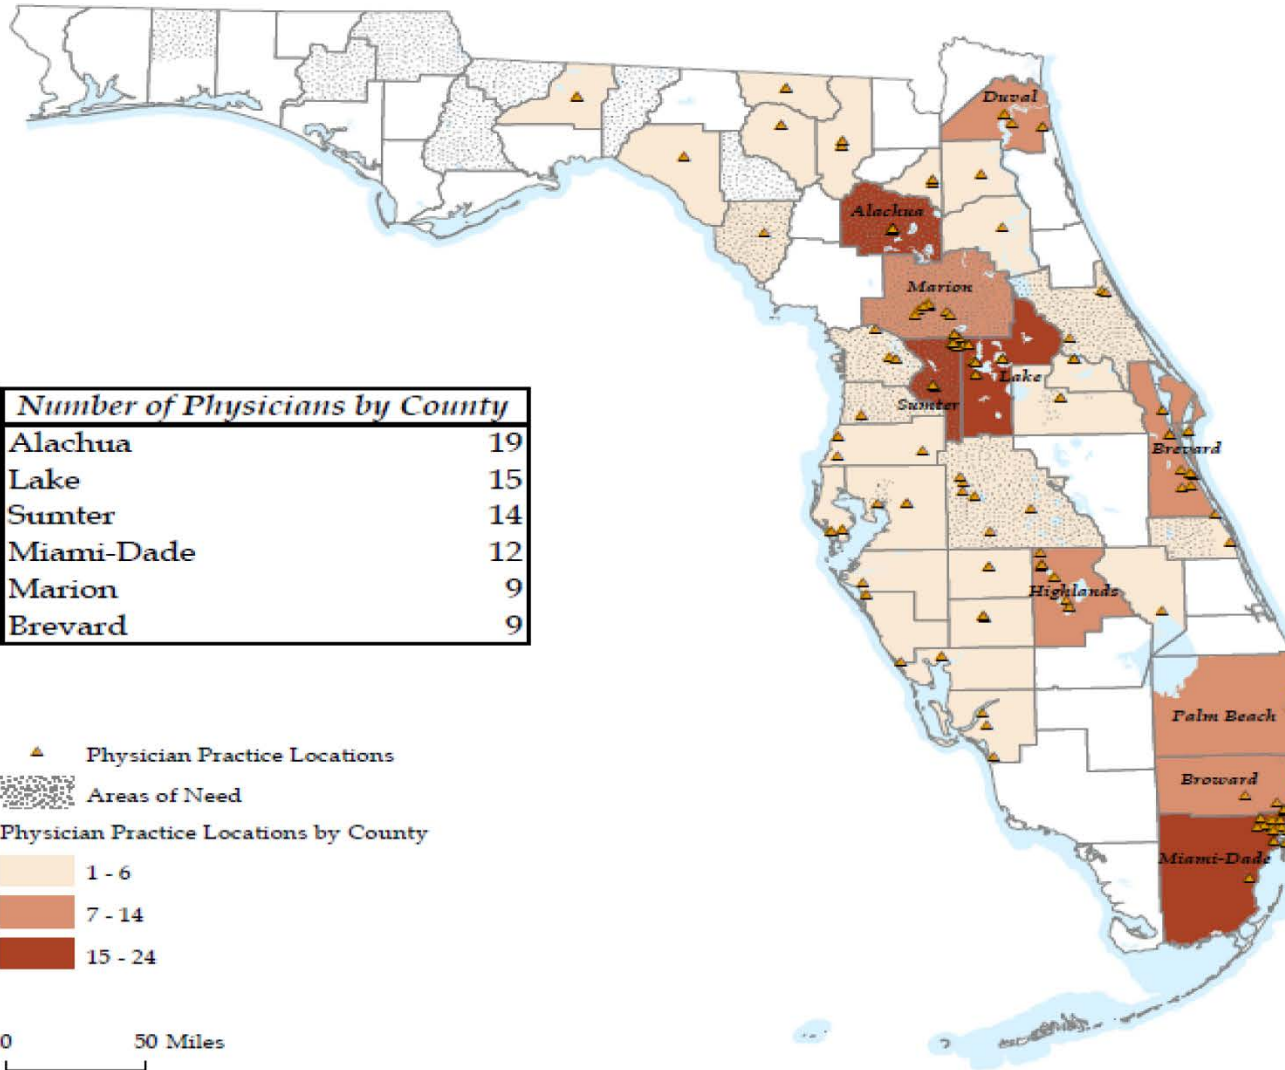 Duval
Alachua
Marion
Lake
Sumter
Brevard
Number of Physicians by County
Alachua 19
Lake 15
Sumter 14
Miami-Dade 12
Marion 9
Brevard 9
Highlands
Palm Beach
Broward
Miami-Dade
Physician Practice Locations
Areas of Need
Physician Practice Locations by County
1 - 6
7 - 14
15 - 24
0 50 Miles